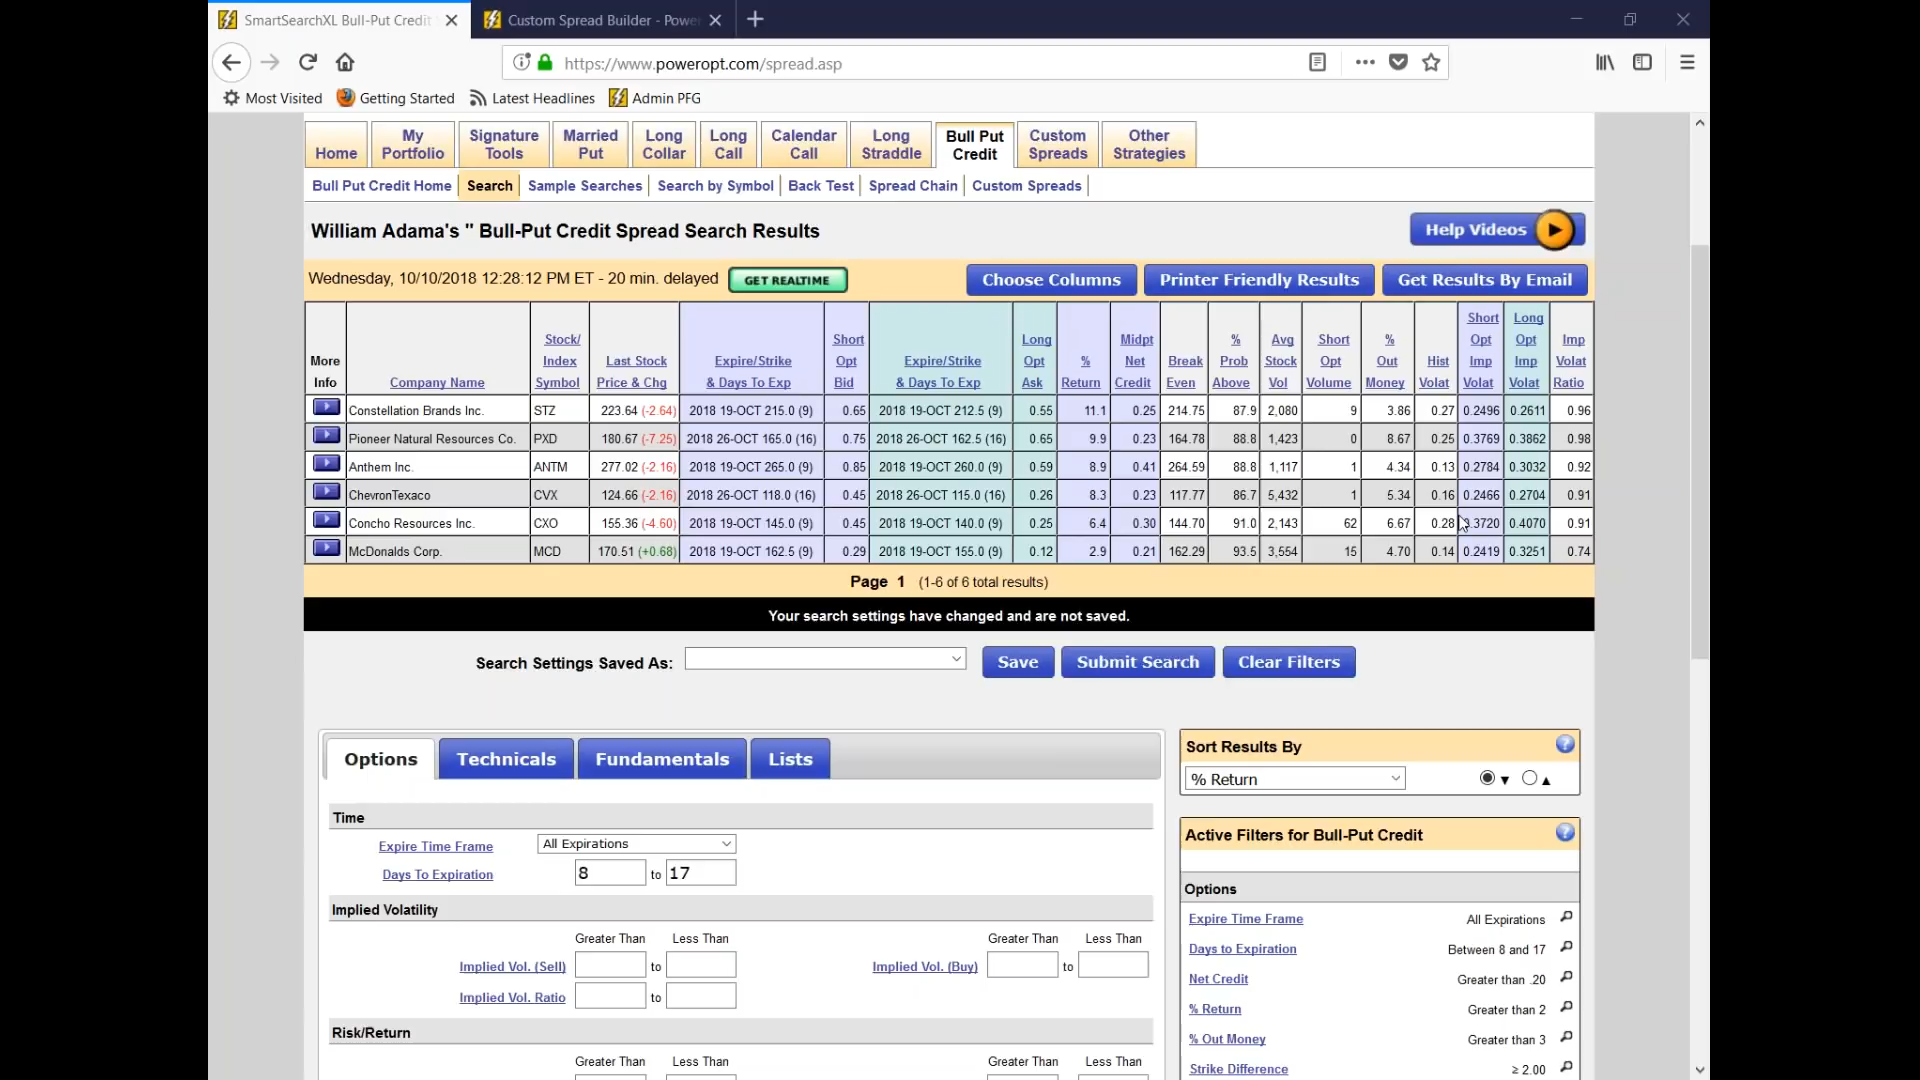 SmartSearchXL Bull-Put Credit
Custom Spread Builder - Powe
https://www.poweropt.com/spread.asp
Most Visited Getting Started Latest Headlines Admin PFG
Home My Portfolio Signature Tools Married Put Long Collar Long Call Calendar Call Long Straddle Bull Put Credit Custom Spreads Other Strategies
Bull Put Credit Home Search Sample Searches Search by Symbol Back Test Spread Chain Custom Spreads
William Adama's " Bull-Put Credit Spread Search Results Help Videos
Wednesday, 10/10/2018 12:28:12 PM ET - 20 min. delayed GET REALTIME Choose Columns Printer Friendly Results Get Results By Email
More Info Company Name Stock/ Index Symbol Last Stock Price & Chg Expire/Strike & Days To Exp Short Opt Bid Expire/Strike & Days To Exp Long Opt Ask % Return Midpt Net Credit Break Even % Prob Above Avg Stock Vol Short Opt Volume % Out Money Hist Volat Short Opt Imp Volat Long Opt Imp Volat Imp Volat Ratio
Constellation Brands Inc. STZ 223.64 (-2.64) 2018 19-OCT 215.0 (9) 0.65 2018 19-OCT 212.5 (9) 0.55 11.1 0.25 214.75 87.9 2,080 9 3.86 0.27 0.2496 0.2611 0.96
Pioneer Natural Resources Co. PXD 180.67 (-7.25) 2018 26-OCT 165.0 (16) 0.75 2018 26-OCT 162.5 (16) 0.65 9.9 0.23 164.78 88.8 1,423 0 8.67 0.25 0.3769 0.3862 0.98
Anthem Inc. ANTM 277.02 (-2.16) 2018 19-OCT 265.0 (9) 0.85 2018 19-OCT 260.0 (9) 0.59 8.9 0.41 264.59 88.8 1,117 1 4.34 0.13 0.2784 0.3032 0.92
ChevronTexaco CVX 124.66 (-2.16) 2018 26-OCT 118.0 (16) 0.45 2018 26-OCT 115.0 (16) 0.26 8.3 0.23 117.77 86.7 5,432 1 5.34 0.16 0.2466 0.2704 0.91
Concho Resources Inc. CXO 155.36 (-4.60) 2018 19-OCT 145.0 (9) 0.45 2018 19-OCT 140.0 (9) 0.25 6.4 0.30 144.70 91.0 2,143 62 6.67 0.28 .3720 0.4070 0.91
McDonalds Corp. MCD 170.51 (+0.68) 2018 19-OCT 162.5 (9) 0.29 2018 19-OCT 155.0 (9) 0.12 2.9 0.21 162.29 93.5 3,554 15 4.70 0.14 0.2419 0.3251 0.74
Page 1 (1-6 of 6 total results)
Your search settings have changed and are not saved.
Search Settings Saved As: Save Submit Search Clear Filters
Options Technicals Fundamentals Lists
Time
Expire Time Frame All Expirations
Days To Expiration 8 to 17
Implied Volatility
Greater Than Less Than Greater Than Less Than
Implied Vol. (Sell) to Implied Vol. (Buy) to
Implied Vol. Ratio to
Risk/Return
Greater Than Less Than Greater Than Less Than
Sort Results By ?
% Return ▼ ▲
Active Filters for Bull-Put Credit ?
Options
Expire Time Frame All Expirations
Days to Expiration Between 8 and 17
Net Credit Greater than .20
% Return Greater than 2
% Out Money Greater than 3
Strike Difference ≥ 2.00